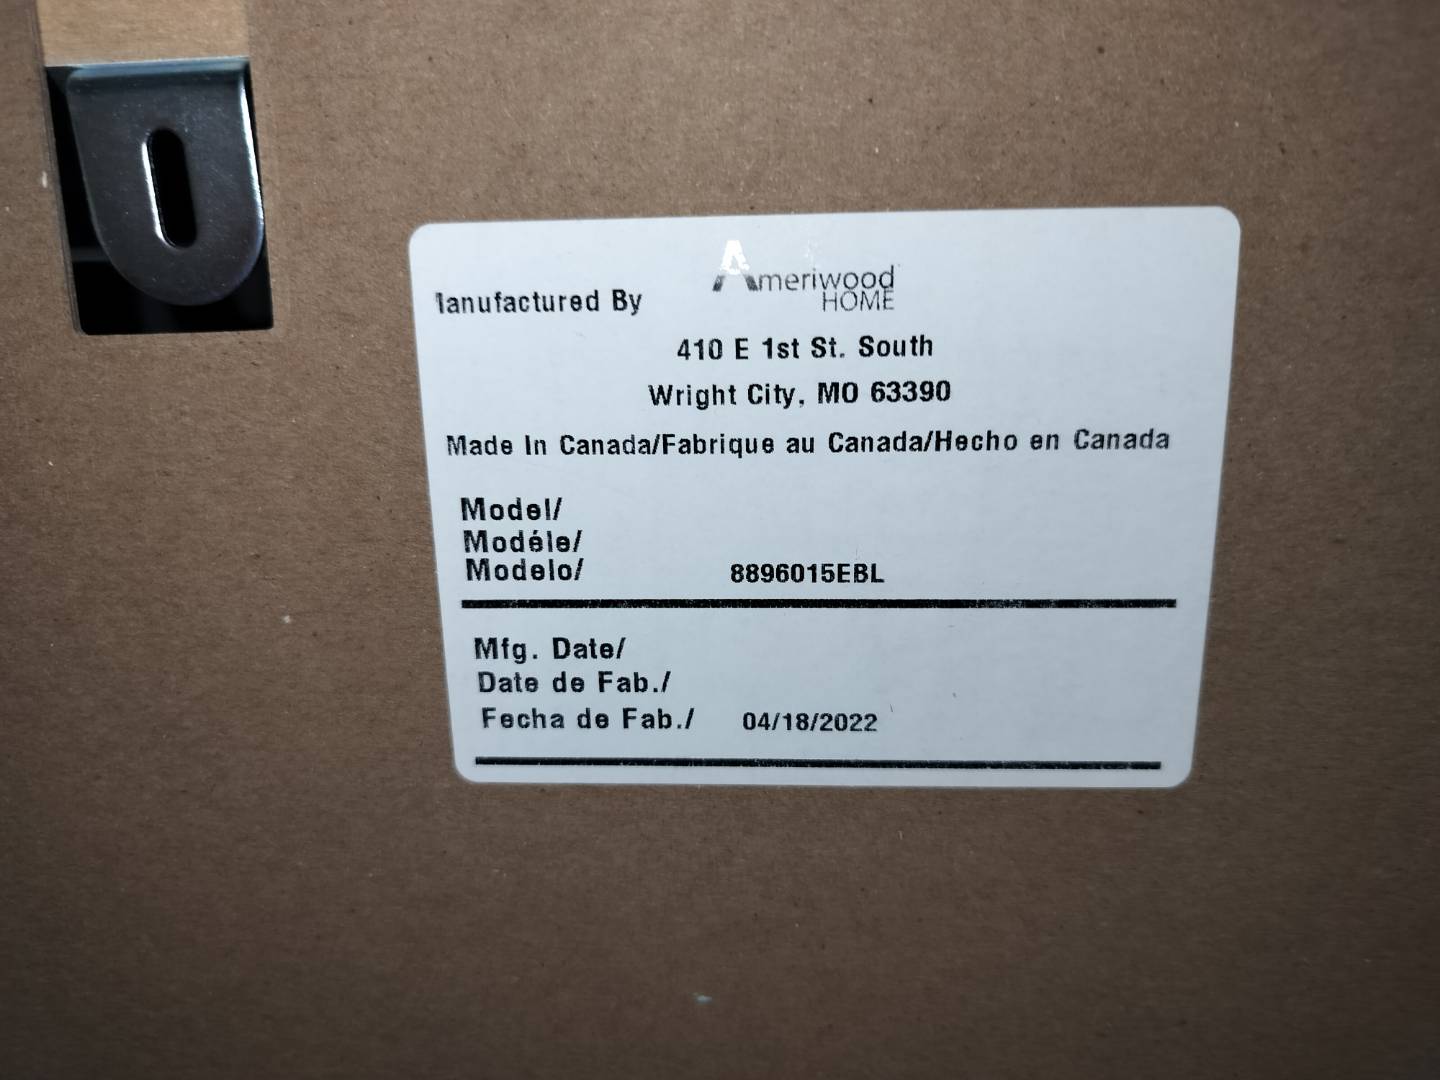 Manufactured By Ameriwood
HOME
410 E 1st St. South
Wright City, MO 63390
Made In Canada/Fabrique au Canada/Hecho en Canada
Model/
Modéle/
Modelo/ 8896015EBL
Mfg. Date/
Date de Fab./
Fecha de Fab./ 04/18/2022